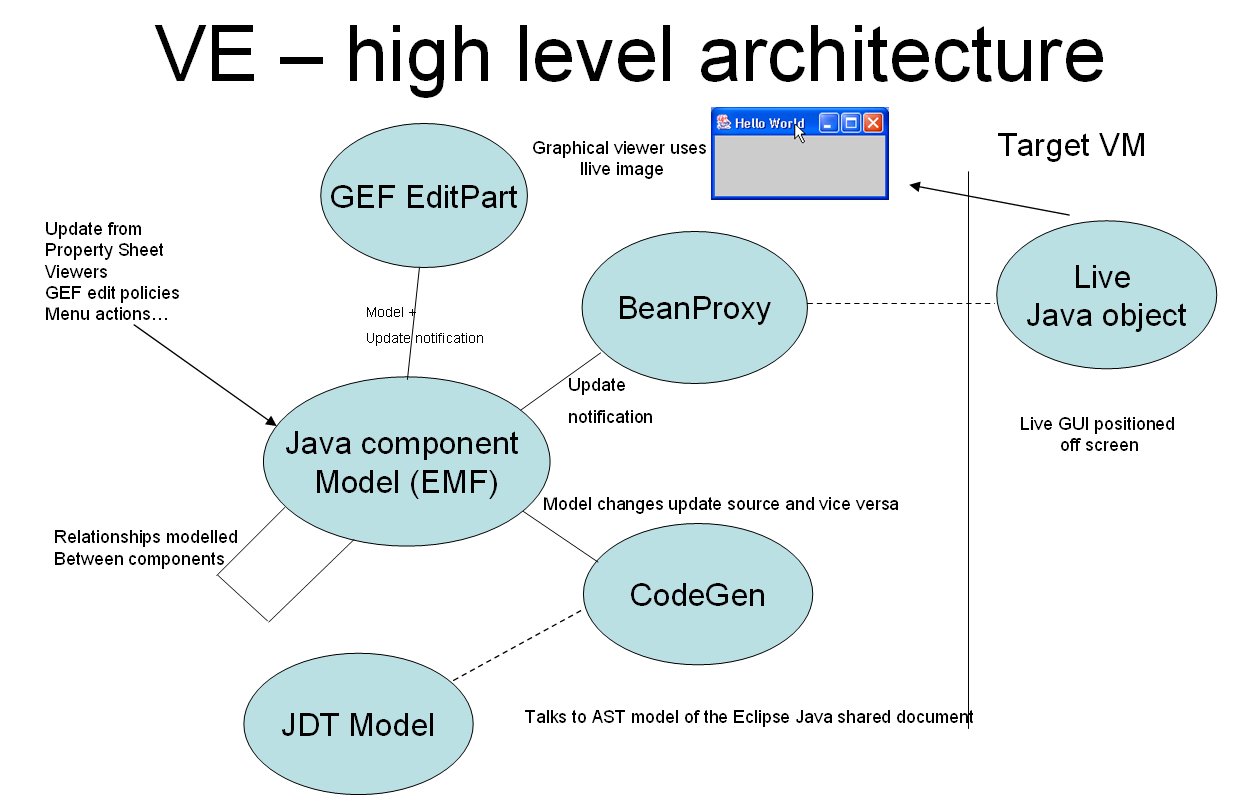 VE – high level architecture
Graphical viewer uses
llive image
Hello World
Target VM
GEF EditPart
Update from
Property Sheet
Viewers
GEF edit policies
Menu actions…
Model +
Update notification
BeanProxy
Live
Java object
Update
notification
Live GUI positioned
off screen
Java component
Model (EMF)
Model changes update source and vice versa
Relationships modelled
Between components
CodeGen
JDT Model
Talks to AST model of the Eclipse Java shared document